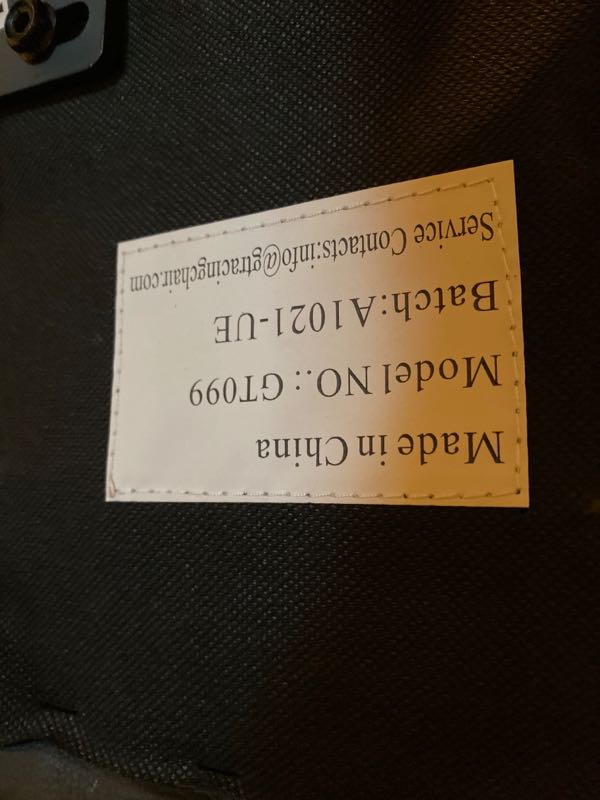 Made in China
Model NO.: GT099
Batch:A1021-UE
Service Contacts:info@gtracingchair.com